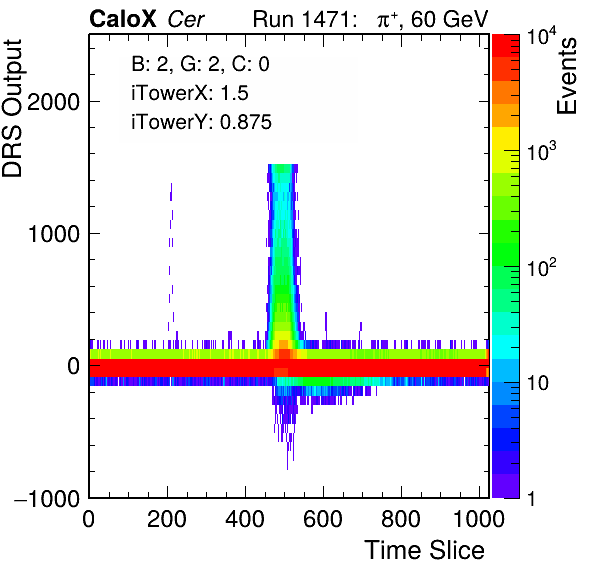 CaloX Cer Run 1471: π⁺, 60 GeV
B: 2, G: 2, C: 0
iTowerX: 1.5
iTowerY: 0.875
DRS Output
2000
1000
0
−1000
0 200 400 600 800 1000
Time Slice
Events
10⁴
10³
10²
10
1